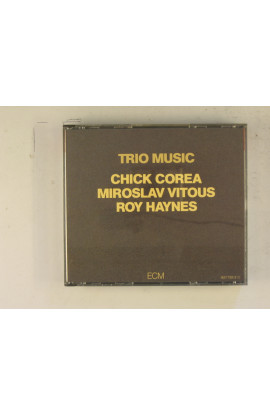 TRIO MUSIC
CHICK COREA
MIROSLAV VITOUS
ROY HAYNES
ECM